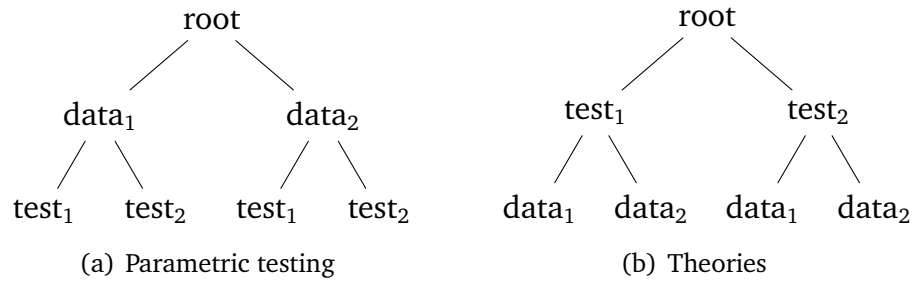 root
data₁ data₂
test₁ test₂ test₁ test₂
(a) Parametric testing
root
test₁ test₂
data₁ data₂ data₁ data₂
(b) Theories